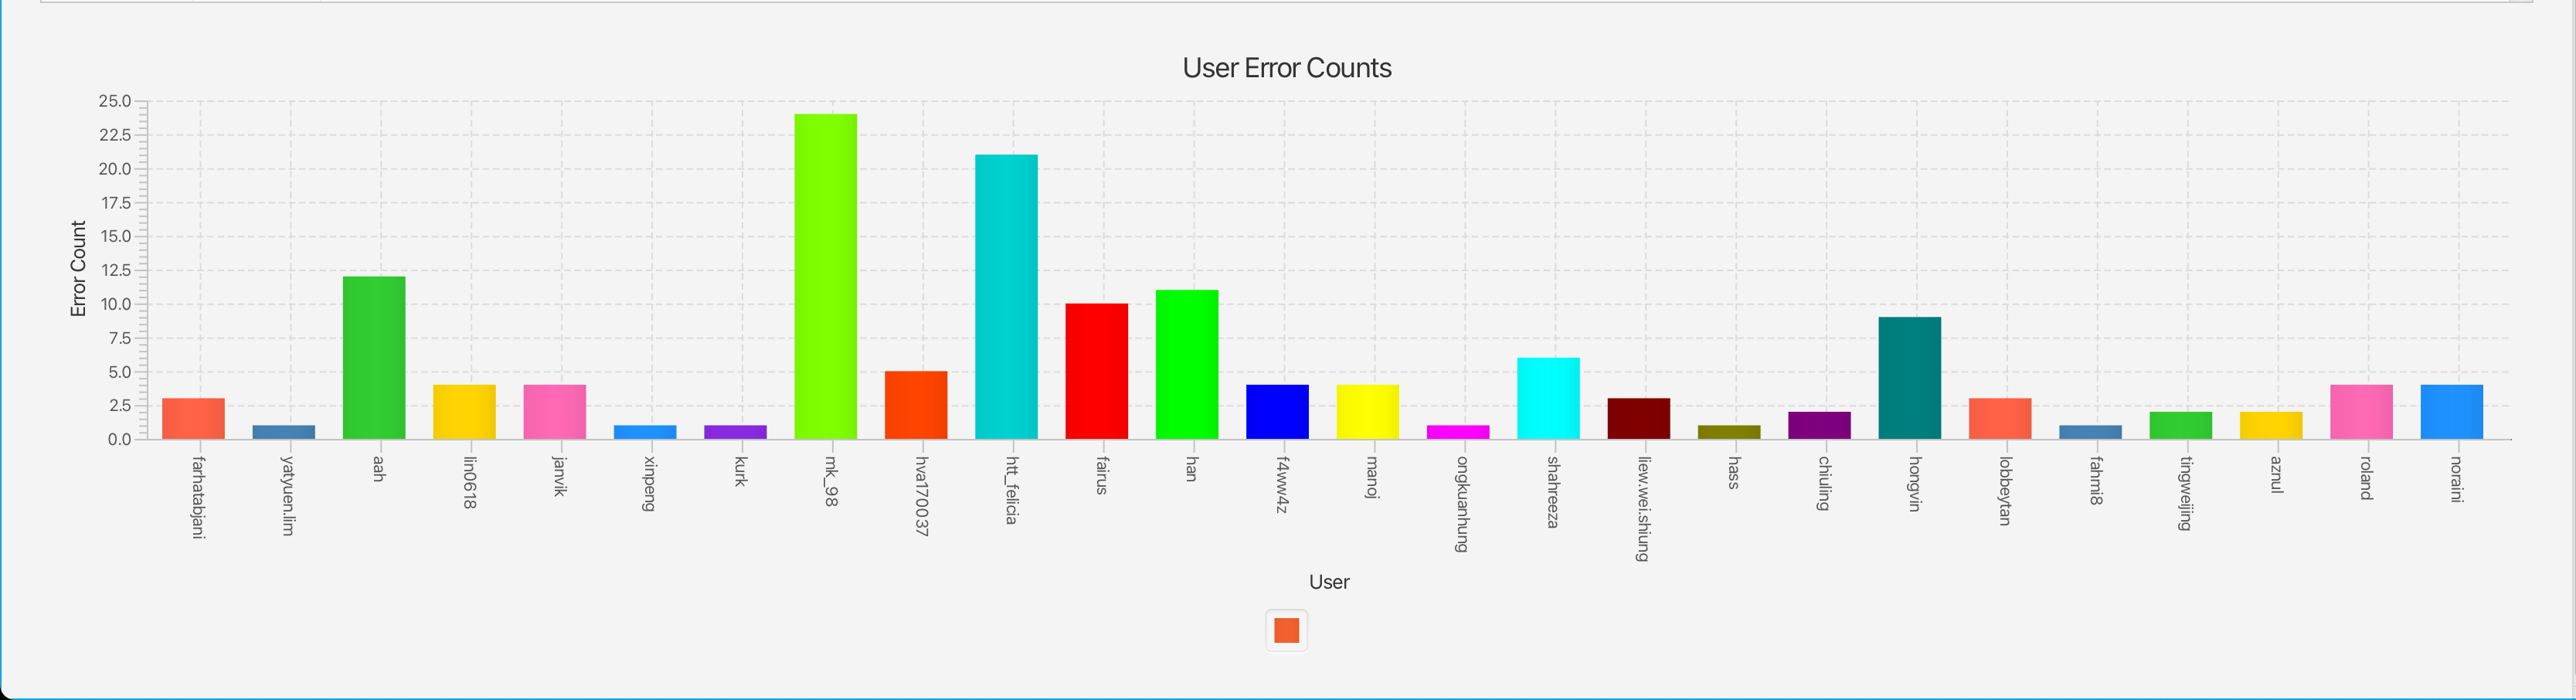 User Error Counts
25.0
22.5
20.0
17.5
15.0
12.5
10.0
7.5
5.0
2.5
0.0
Error Count
farhatabjani
yatyuen.lim
aah
lin0618
janvik
xinpeng
kurk
mk_98
hva170037
htt_felicia
fairus
han
f4ww4z
manoj
ongkuanhung
shahreeza
liew.wei.shiung
hass
chiuling
hongvin
lobbeytan
fahmi8
tingweijing
aznul
roland
noraini
User